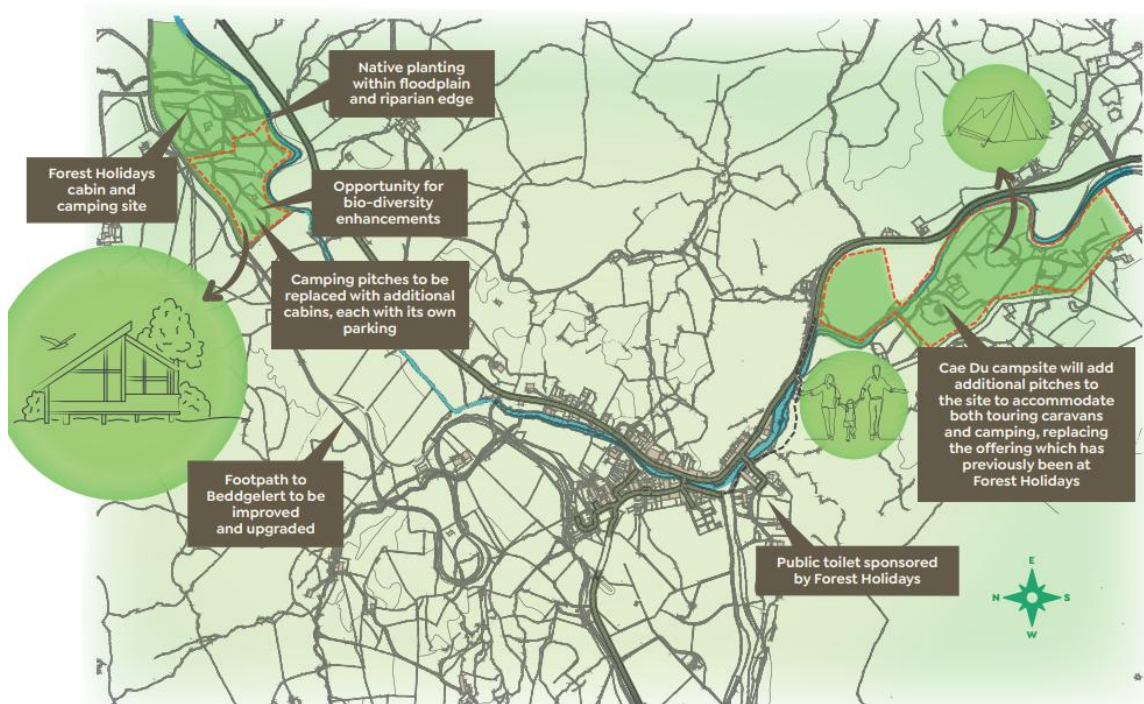 Native planting
within floodplain
and riparian edge
Forest Holidays
cabin and
camping site
Opportunity for
bio-diversity
enhancements
Camping pitches to be
replaced with additional
cabins, each with its own
parking
Footpath to
Beddgelert to be
improved
and upgraded
Cae Du campsite will add
additional pitches to
the site to accommodate
both touring caravans
and camping, replacing
the offering which has
previously been at
Forest Holidays
Public toilet sponsored
by Forest Holidays
E
N
S
W